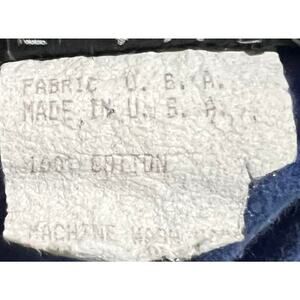 FABRIC U. S. A.
MADE IN U. S. A.
100% COTTON
MACHINE WASH